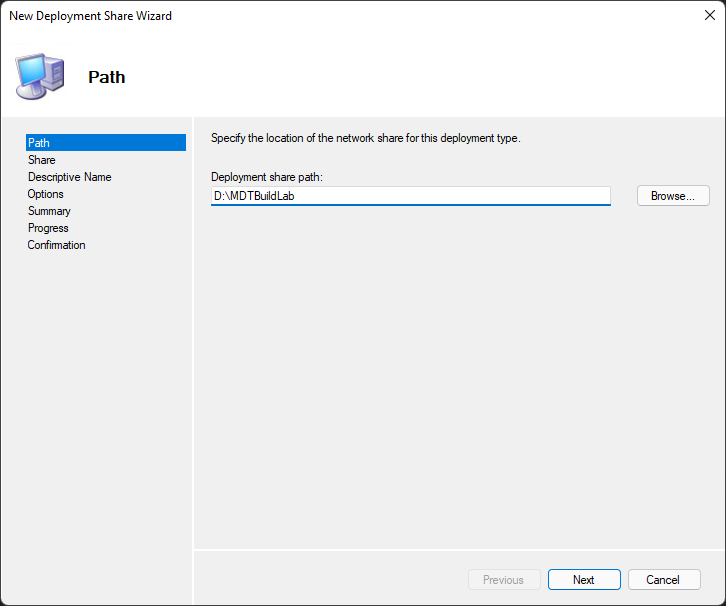 New Deployment Share Wizard
Path
Path
Share
Descriptive Name
Options
Summary
Progress
Confirmation
Specify the location of the network share for this deployment type.
Deployment share path:
D:\MDTBuildLab
Browse...
Previous
Next
Cancel